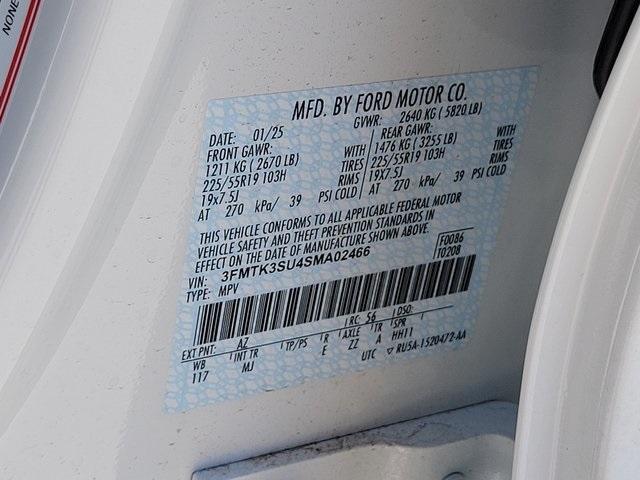 NONE
MFD. BY FORD MOTOR CO.
DATE: 01/25 GVWR: 2640 KG ( 5820 LB)
FRONT GAWR: REAR GAWR:
1211 KG ( 2670 LB) WITH 1476 KG ( 3255 LB) WITH
225/55R19 103H TIRES 225/55R19 103H TIRES
19X7.5J RIMS 19X7.5J RIMS
AT 270 kPa/ 39 PSI COLD AT 270 kPa/ 39 PSI COLD
THIS VEHICLE CONFORMS TO ALL APPLICABLE FEDERAL MOTOR
VEHICLE SAFETY AND THEFT PREVENTION STANDARDS IN
EFFECT ON THE DATE OF MANUFACTURE SHOWN ABOVE.
VIN: 3FMTK3SU4SMA02466 F0086
TYPE: MPV T0208
EXT PNT: AZ RC: 56 DSO:
WB INT TR TP/PS R AXLE TR SPR
117 MJ E ZZ A HH11
UTC RU5A-1520472-AA